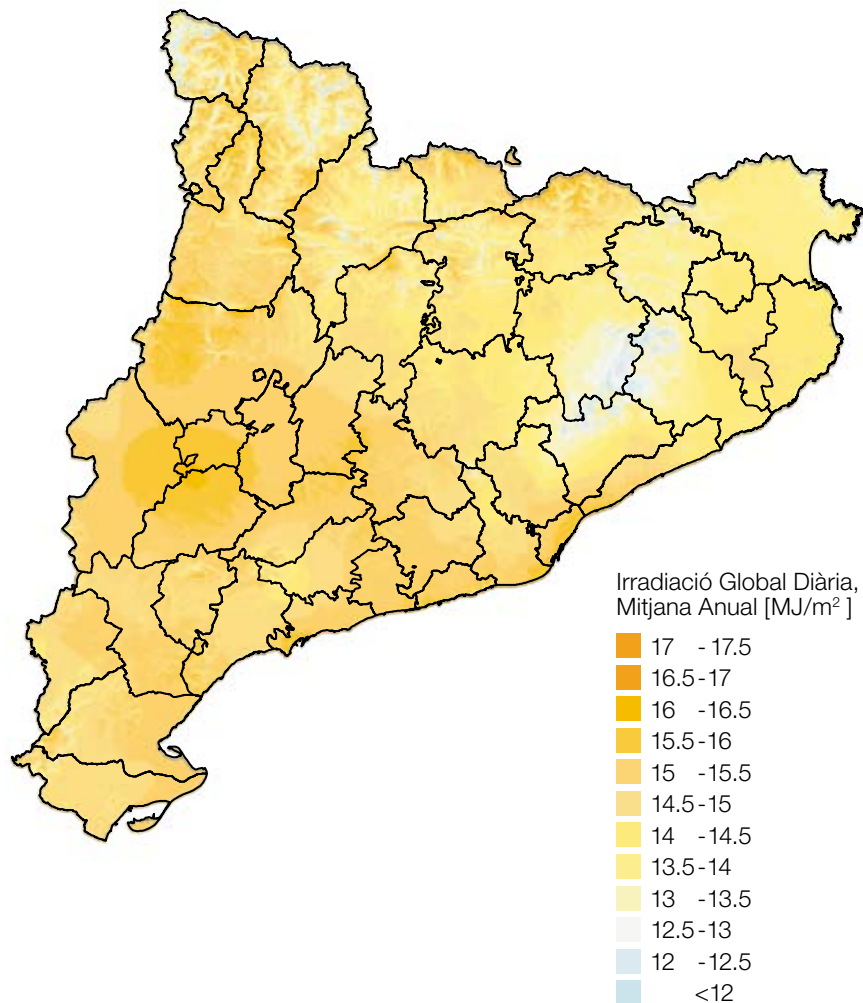 Irradiació Global Diària,
Mitjana Anual [MJ/m² ]
17 - 17.5
16.5 - 17
16 - 16.5
15.5 - 16
15 - 15.5
14.5 - 15
14 - 14.5
13.5 - 14
13 - 13.5
12.5 - 13
12 - 12.5
<12